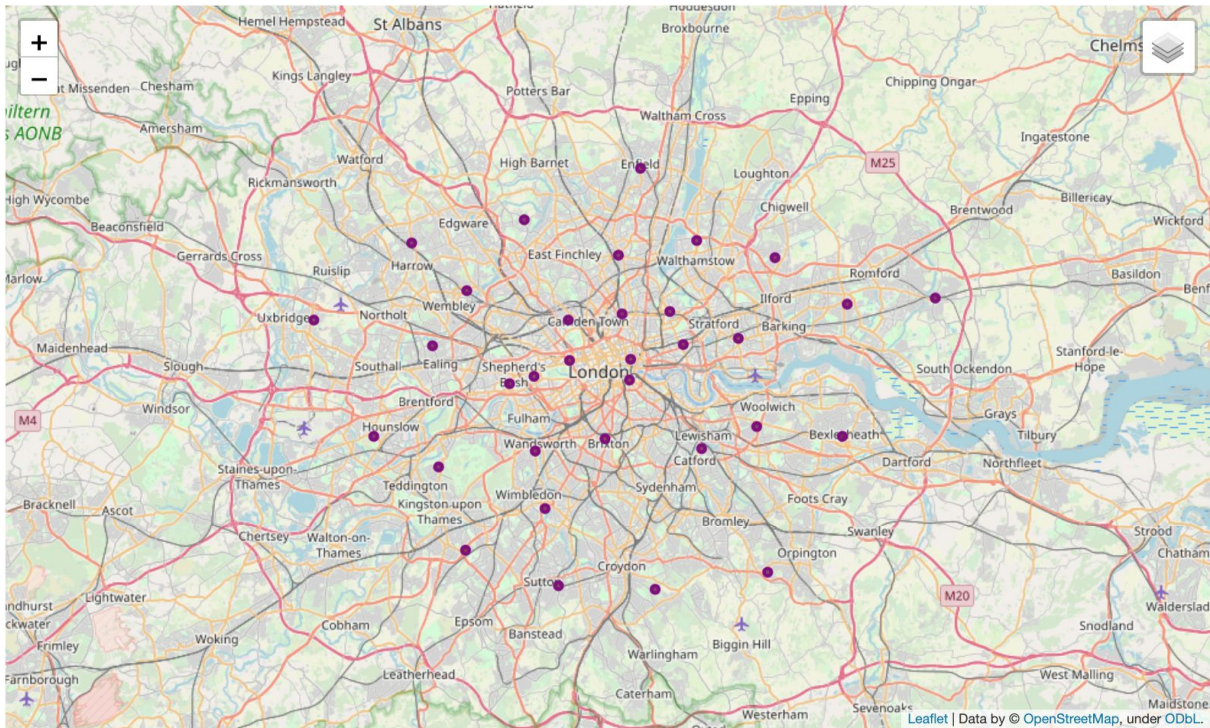 Hemel Hempstead
St Albans
Hoddesdon
Broxbourne
+
−
Kings Langley
Chelms
Chesham
Potters Bar
Chipping Ongar
Epping
Waltham Cross
Amersham
Ingatestone
Watford
High Barnet
Enfield
M25
Loughton
Rickmansworth
High Wycombe
Billericay
Chigwell
Brentwood
Beaconsfield
Edgware
Wickford
Gerrards Cross
Harrow
East Finchley
Walthamstow
Ruislip
Romford
Basildon
Marlow
Ilford
Wembley
Uxbridge
Northolt
Camden Town
Stratford
Barking
Maidenhead
Slough
Southall
Ealing
Shepherd's
Bush
London
Stanford-le-
Hope
South Ockendon
Windsor
Brentford
Fulham
Woolwich
Grays
M4
Hounslow
Wandsworth
Brixton
Lewisham
Catford
Bexleyheath
Tilbury
Staines-upon-
Thames
Teddington
Dartford
Northfleet
Sydenham
Wimbledon
Foots Cray
Bracknell
Ascot
Kingston upon
Thames
Bromley
Swanley
Strood
Chertsey
Walton-on-
Thames
Orpington
Chatham
Croydon
Sutton
Lightwater
M20
Cobham
Epsom
Banstead
Snodland
Woking
Biggin Hill
Frimley
Warlingham
Leatherhead
Farnborough
Caterham
West Malling
Westerham
Sevenoaks
Maidstone
Leaflet | Data by © OpenStreetMap, under ODbL.